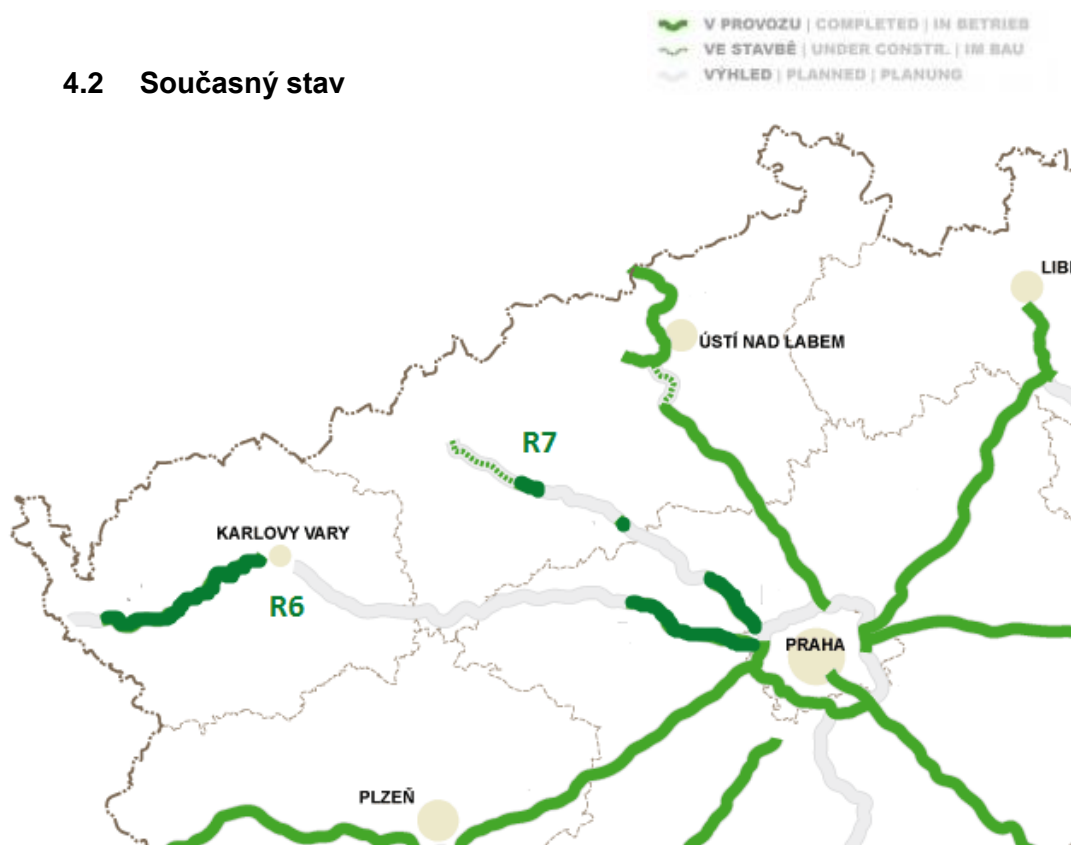 V PROVOZU | COMPLETED | IN BETRIEB
VE STAVBĚ | UNDER CONSTR. | IM BAU
VÝHLED | PLANNED | PLANUNG
4.2 Současný stav
LIBE
ÚSTÍ NAD LABEM
R7
KARLOVY VARY
R6
PRAHA
PLZEŇ